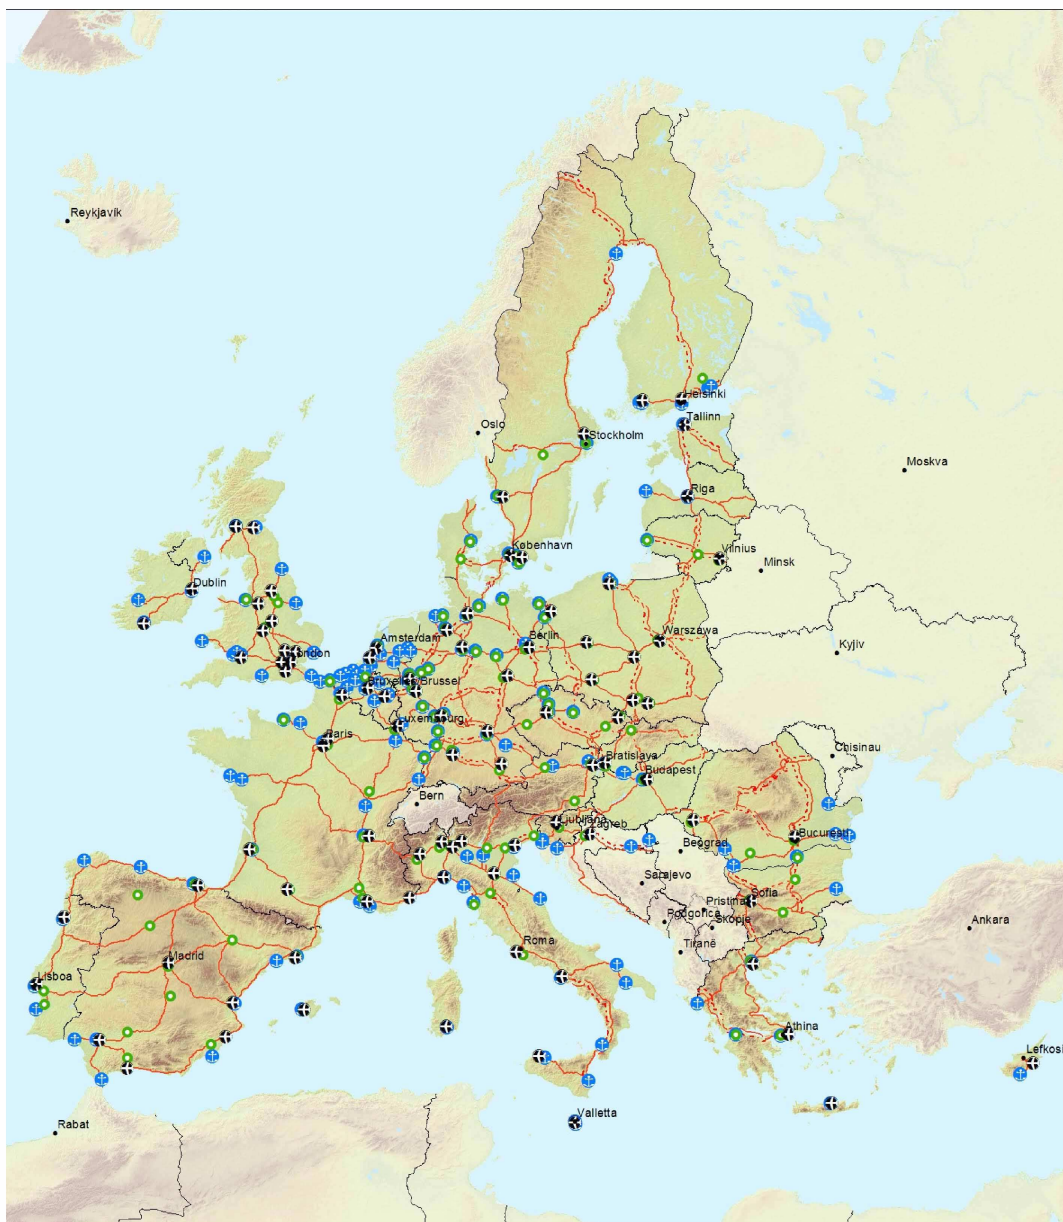 Reykjavík
Helsinki
Tallinn
Oslo
Stockholm
Moskva
Riga
København
Vilnius
Minsk
Dublin
Amsterdam
Berlin
Warszawa
Kyjiv
London
Bruxelles/Brussel
Luxembourg
Paris
Chisinau
Bratislava
Budapest
Bern
Ljubljana
Zagreb
Bucuresti
Beograd
Sarajevo
Sofia
Pristina
Podgorica
Skopje
Ankara
Roma
Tiranë
Madrid
Lisboa
Athina
Lefkosi
Valletta
Rabat